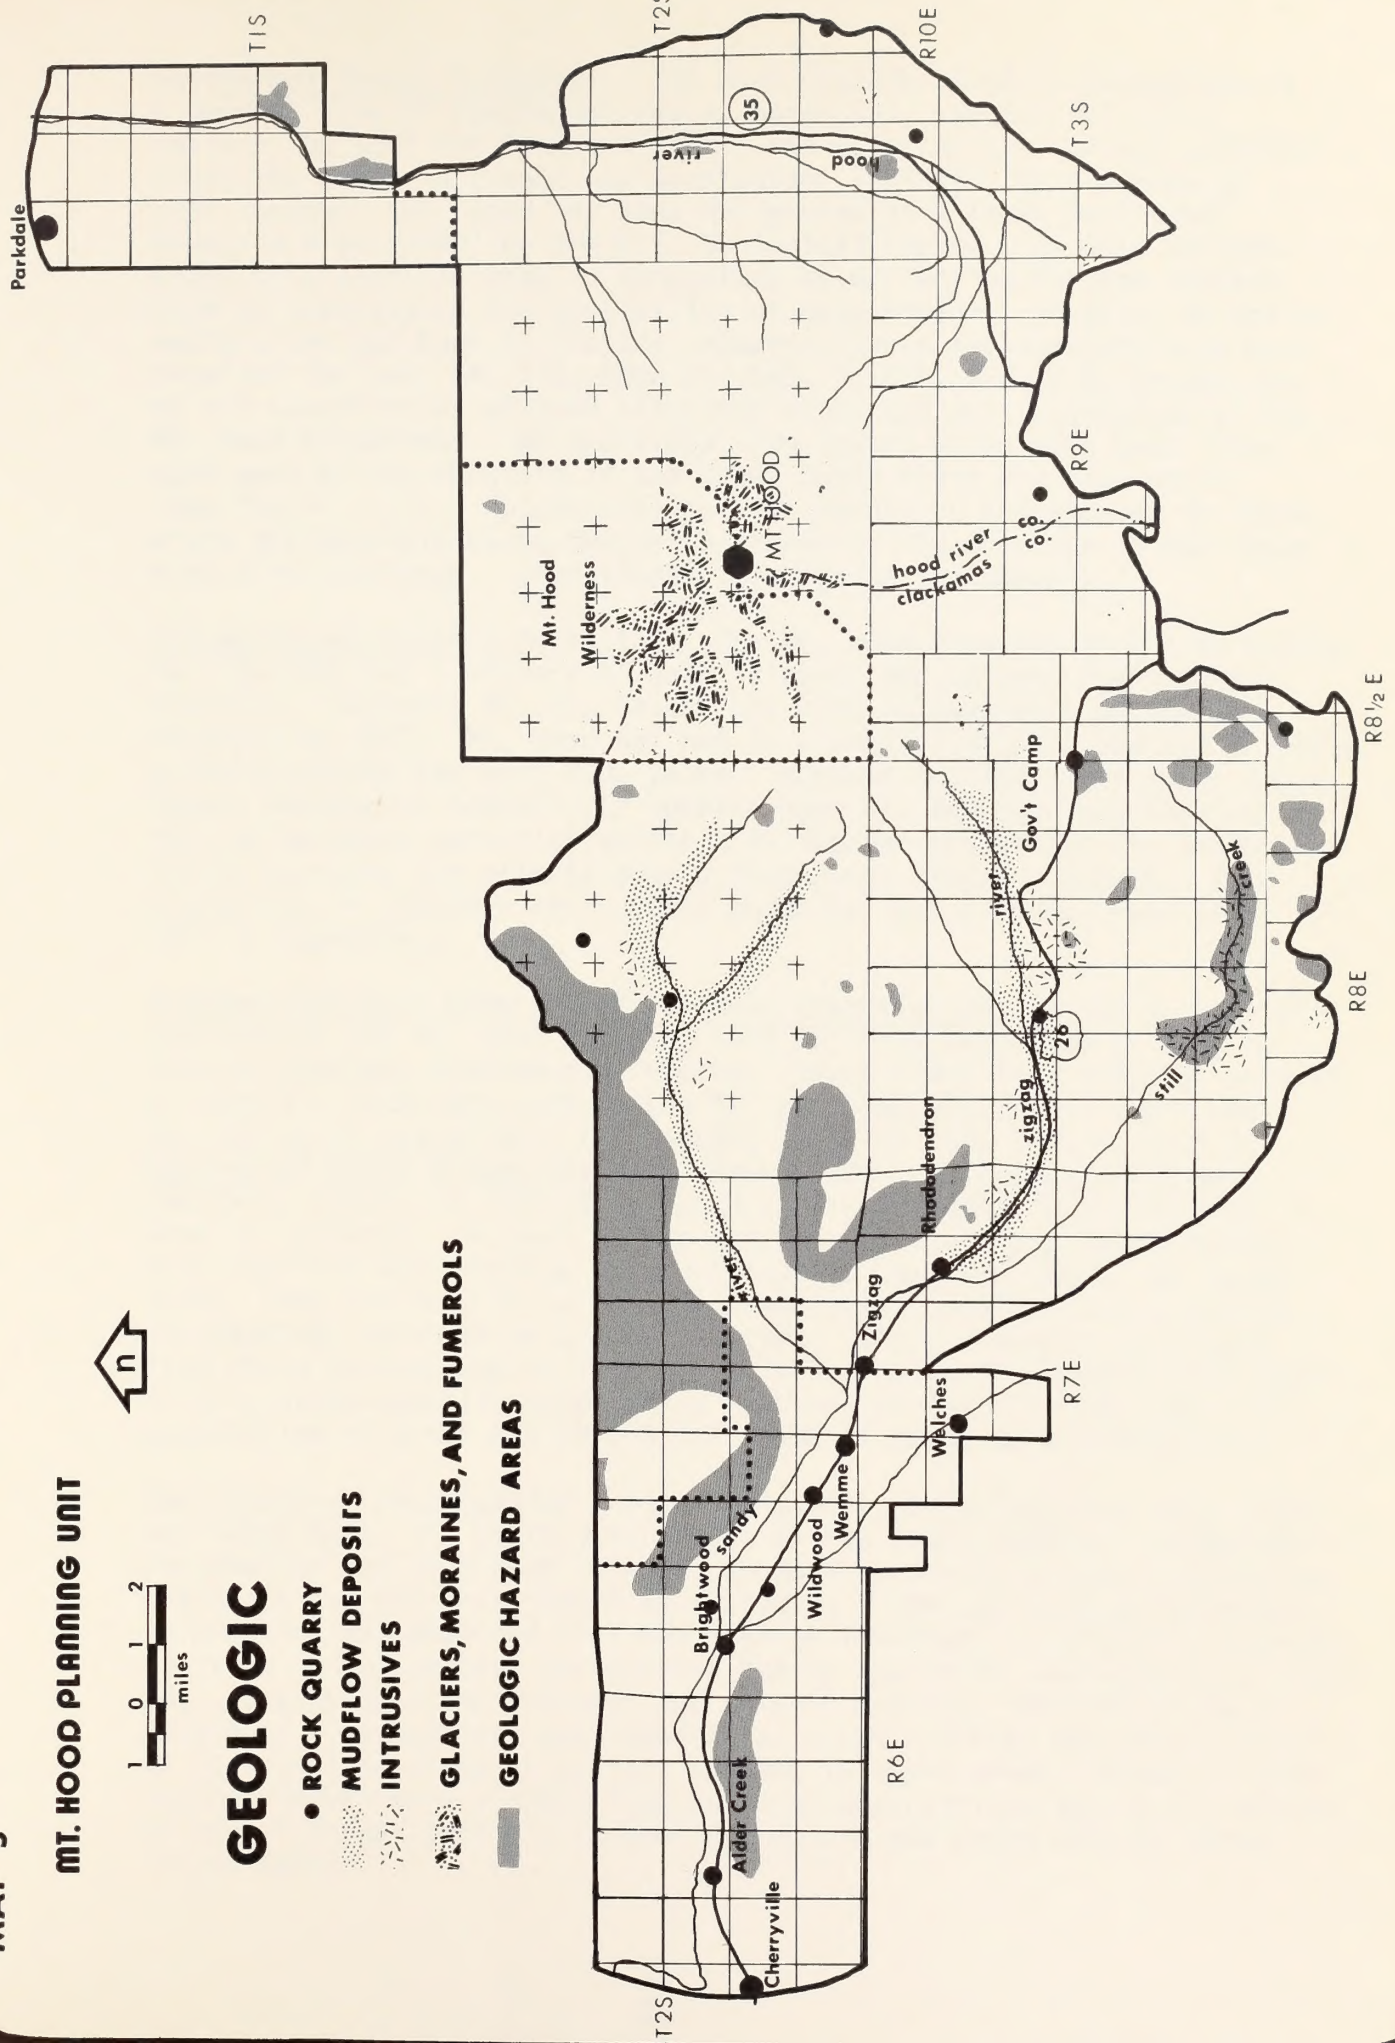 MT. HOOD PLANNING UNIT
1 0 1 2
miles
n
GEOLOGIC
ROCK QUARRY
MUDFLOW DEPOSITS
INTRUSIVES
GLACIERS, MORAINES, AND FUMEROLS
GEOLOGIC HAZARD AREAS
Parkdale
T1S
T2S
R10E
35
river
hood
T3S
Mt. Hood
Wilderness
MT HOOD
hood river co.
clackamas co.
R9E
Gov't Camp
river
zigzag
26
Rhododendron
still
creek
R8½E
R8E
river
Zigzag
Welches
R7E
Wemme
Wildwood
sandy
Brightwood
Alder Creek
Cherryville
R6E
T2S